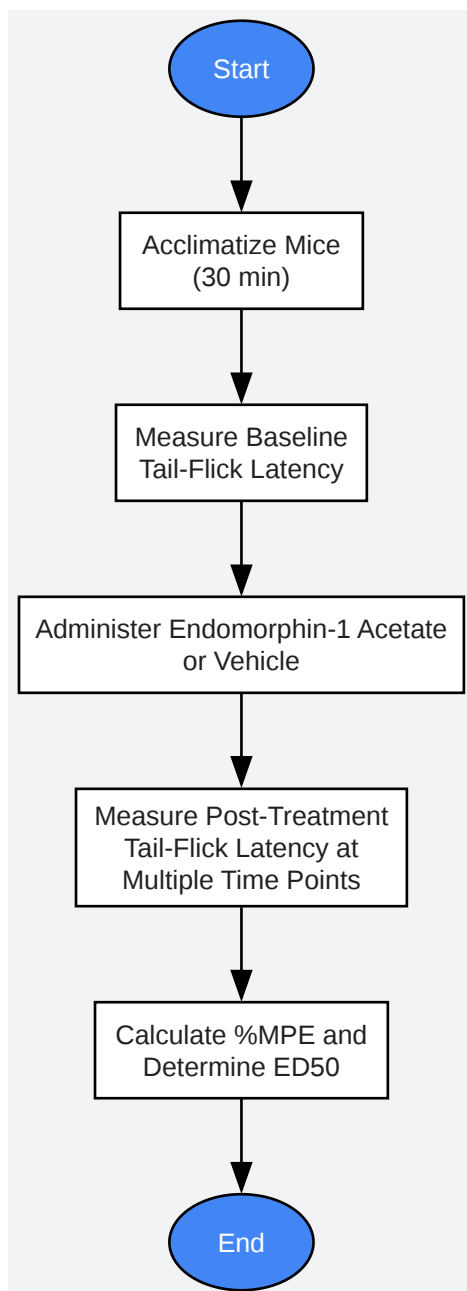 Start
Acclimatize Mice
(30 min)
Measure Baseline
Tail-Flick Latency
Administer Endomorphin-1 Acetate
or Vehicle
Measure Post-Treatment
Tail-Flick Latency at
Multiple Time Points
Calculate %MPE and
Determine ED50
End